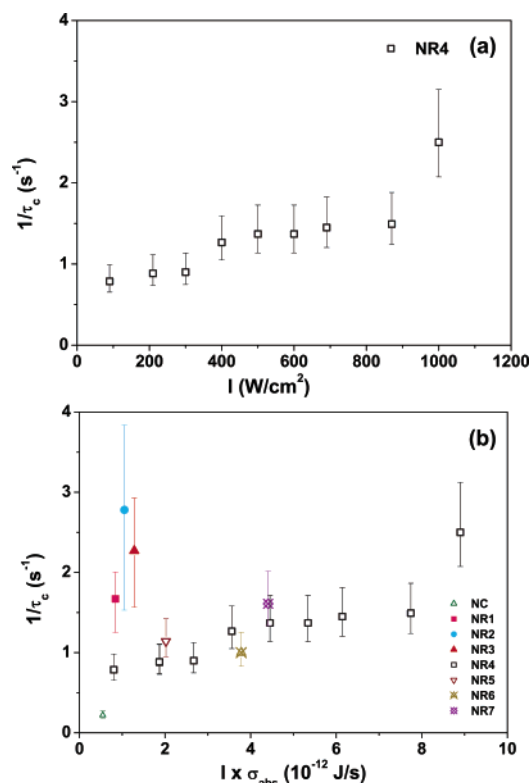 (a)
NR4
4
3
2
1
0
1/τc (s-1)
0 200 400 600 800 1000 1200
I (W/cm2)
(b)
4
3
2
1
0
1/τc (s-1)
NC
NR1
NR2
NR3
NR4
NR5
NR6
NR7
0 2 4 6 8 10
I x σabs (10-12 J/s)